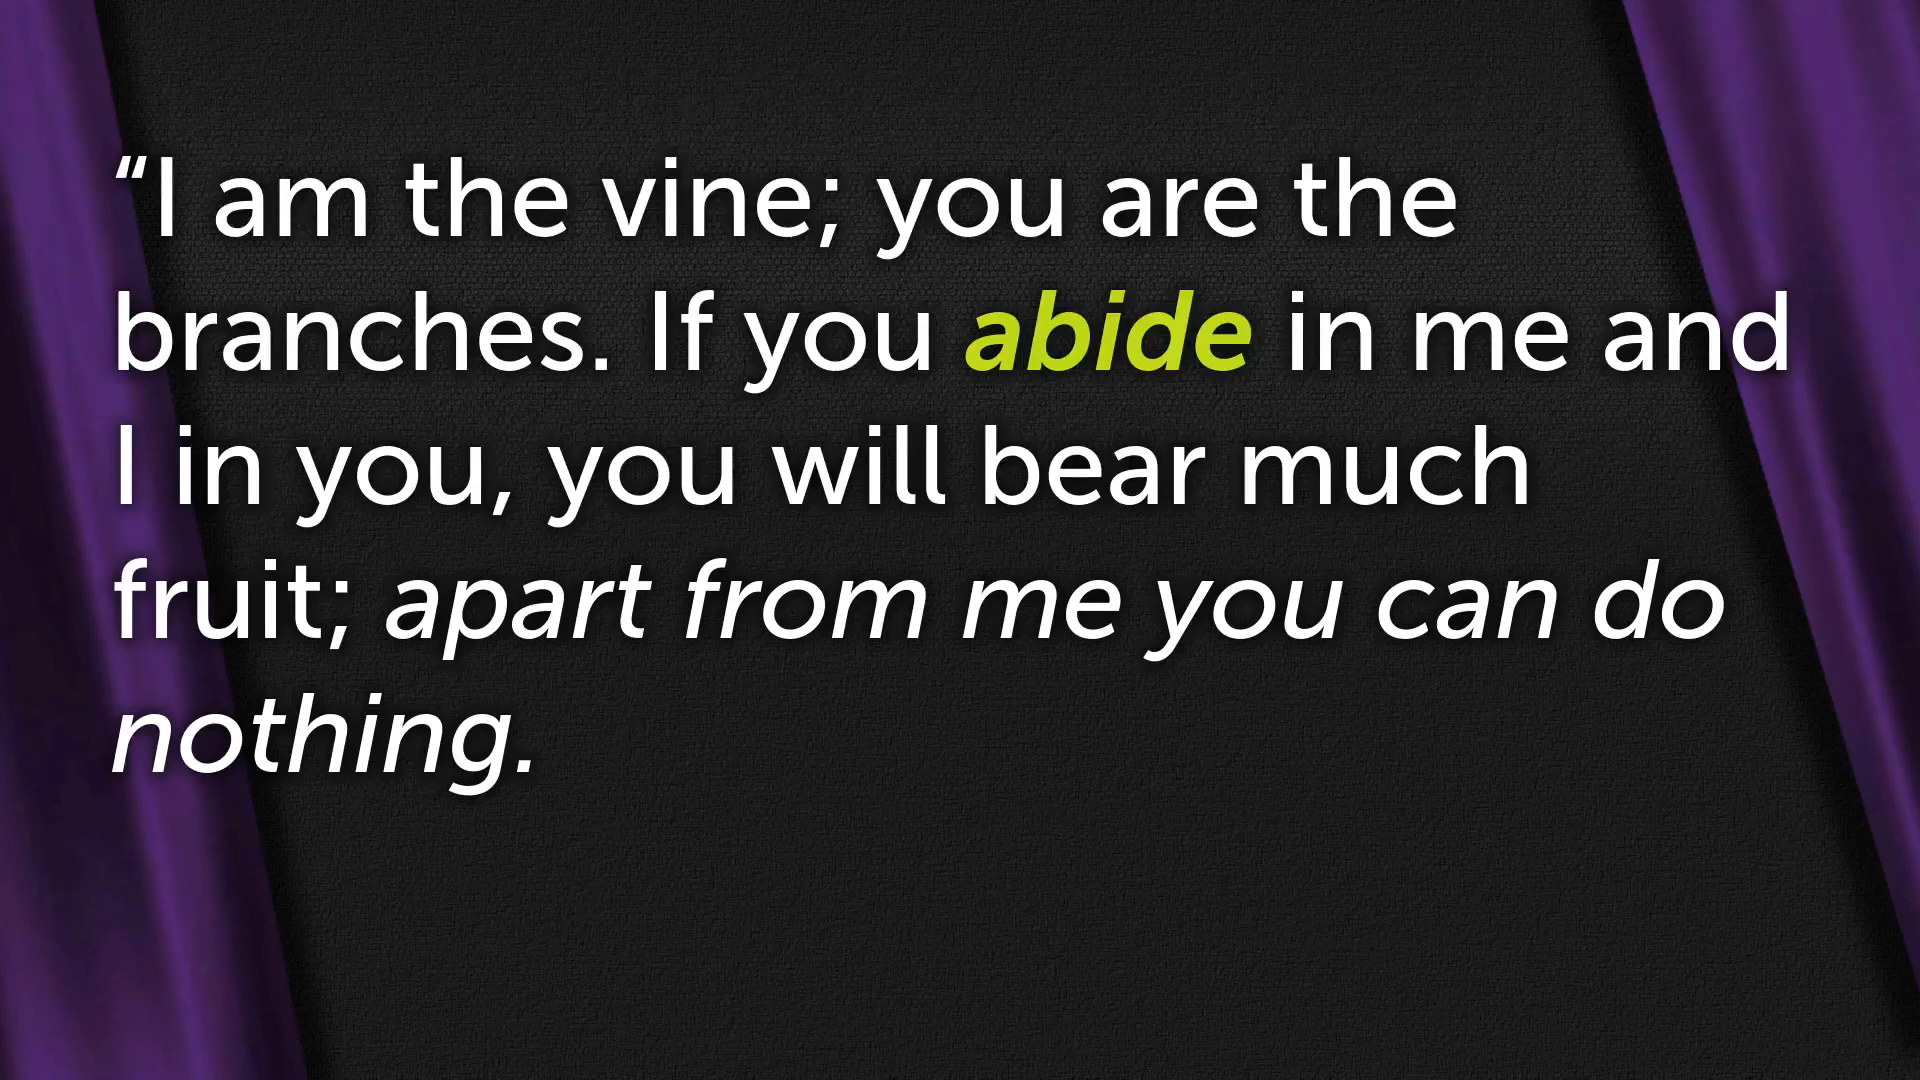 “I am the vine; you are the
branches. If you abide in me and
I in you, you will bear much
fruit; apart from me you can do
nothing.